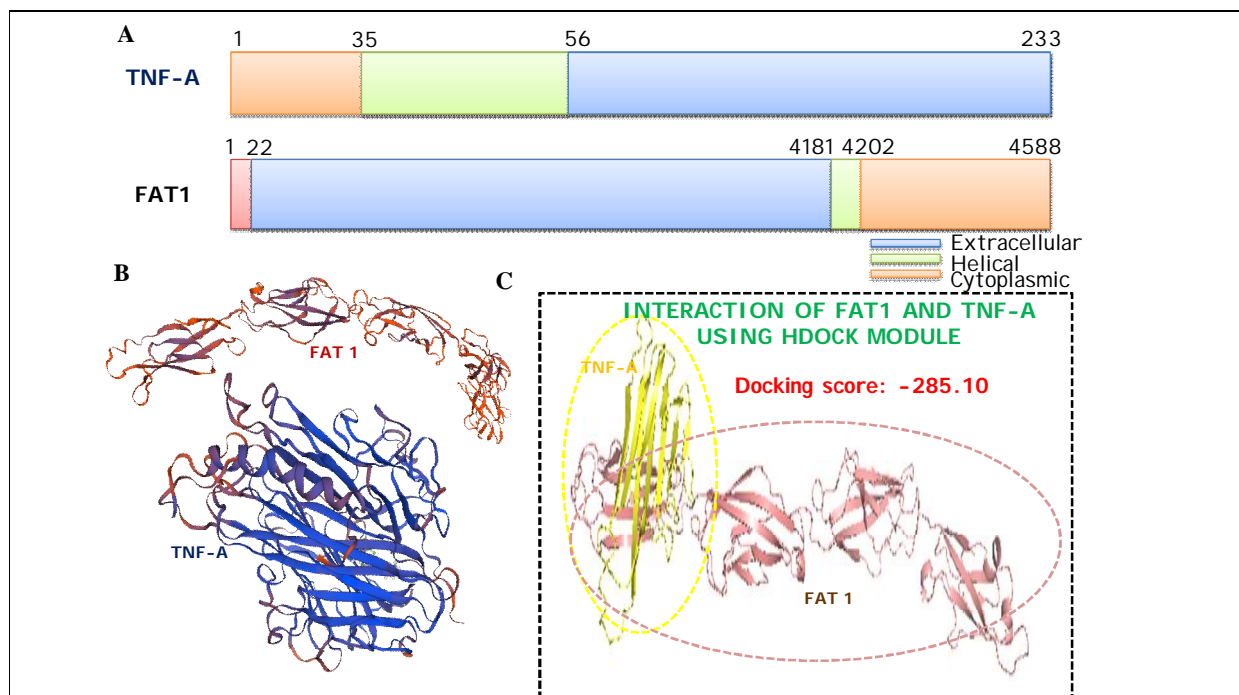 A
1 35 56 233
TNF-A
1 22 4181 4202 4588
FAT1
Extracellular
Helical
Cytoplasmic
B
FAT 1
TNF-A
C
INTERACTION OF FAT1 AND TNF-A
USING HDOCK MODULE
TNF-A
Docking score: -285.10
FAT 1